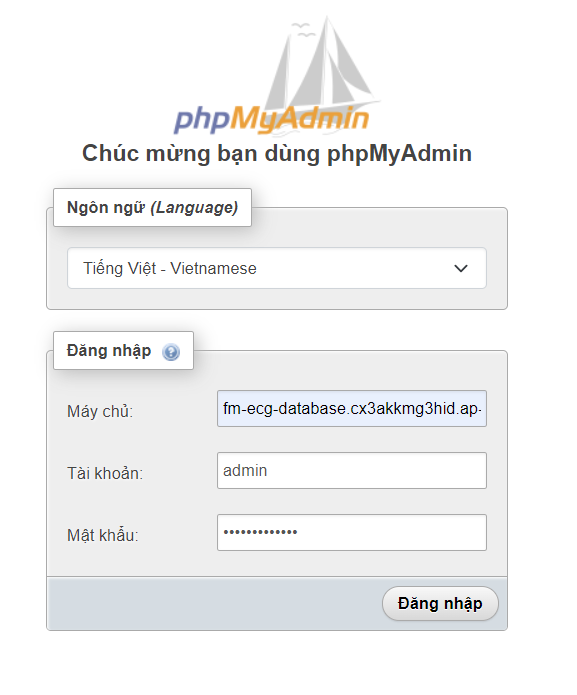 phpMyAdmin
Chúc mừng bạn dùng phpMyAdmin
Ngôn ngữ (Language)
Tiếng Việt - Vietnamese
Đăng nhập
Máy chủ: fm-ecg-database.cx3akkmg3hid.ap-
Tài khoản: admin
Mật khẩu: •••••••••••••
Đăng nhập